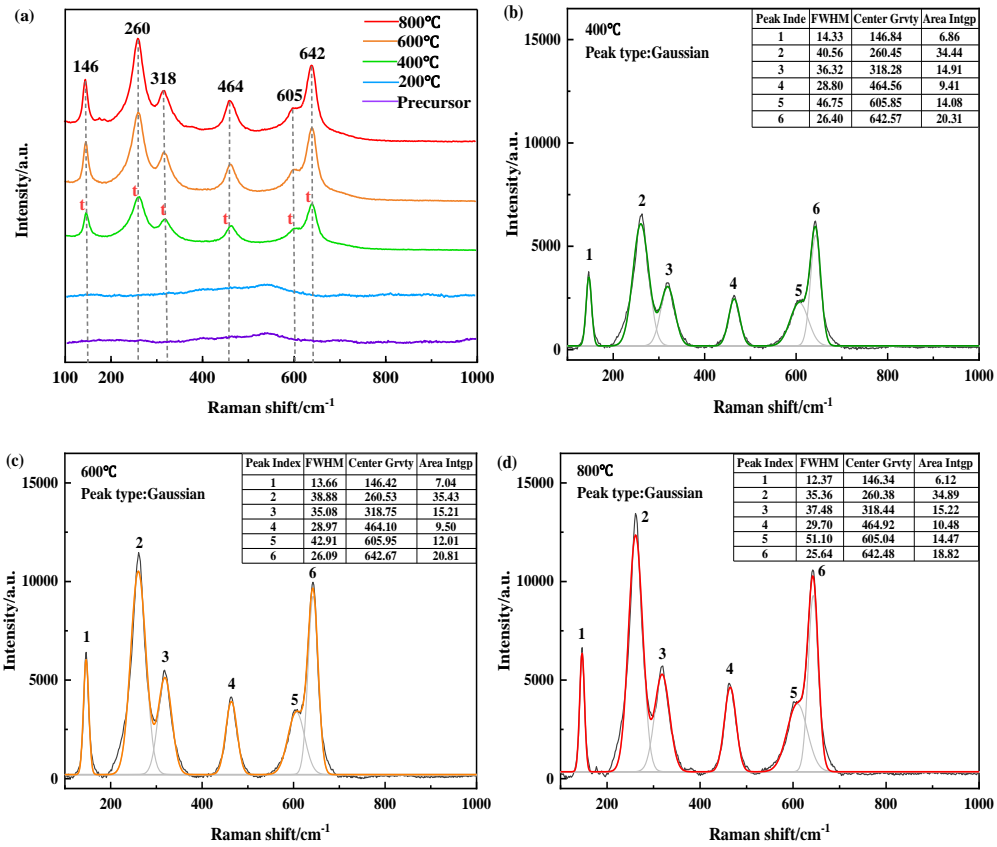 (a)
146
260
318
464
605
642
800℃
600℃
400℃
200℃
Precursor
t t t t t t
Intensity/a.u.
100 200 400 600 800 1000
Raman shift/cm-1
(b)
400℃
Peak type:Gaussian
Peak Inde FWHM Center Grvty Area Intgp
1 14.33 146.84 6.86
2 40.56 260.45 34.44
3 36.32 318.28 14.91
4 28.80 464.56 9.41
5 46.75 605.85 14.08
6 26.40 642.57 20.31
1 2 3 4 5 6
15000
10000
5000
0
Intensity/a.u.
200 400 600 800 1000
Raman shift/cm-1
(c)
600℃
Peak type:Gaussian
Peak Index FWHM Center Grvty Area Intgp
1 13.66 146.42 7.04
2 38.88 260.53 35.43
3 35.08 318.75 15.21
4 28.97 464.10 9.50
5 42.91 605.95 12.01
6 26.09 642.67 20.81
1 2 3 4 5 6
15000
10000
5000
0
Intensity/a.u.
200 400 600 800 1000
Raman shift/cm-1
(d)
800℃
Peak type:Gaussian
Peak Index FWHM Center Grvty Area Intgp
1 12.37 146.34 6.12
2 35.36 260.38 34.89
3 37.48 318.44 15.22
4 29.70 464.92 10.48
5 51.10 605.04 14.47
6 25.64 642.48 18.82
1 2 3 4 5 6
15000
10000
5000
0
Intensity/a.u.
200 400 600 800 1000
Raman shift/cm-1